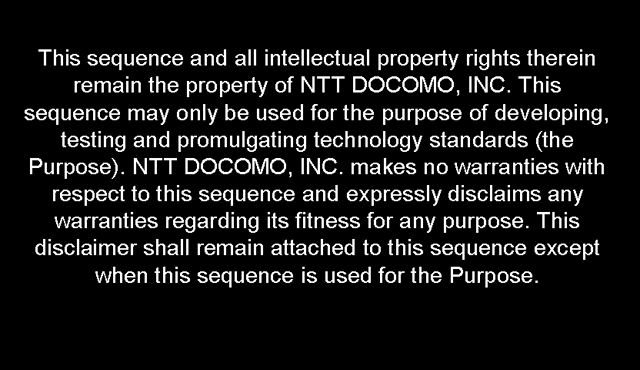 This sequence and all intellectual property rights therein
remain the property of NTT DOCOMO, INC. This
sequence may only be used for the purpose of developing,
testing and promulgating technology standards (the
Purpose). NTT DOCOMO, INC. makes no warranties with
respect to this sequence and expressly disclaims any
warranties regarding its fitness for any purpose. This
disclaimer shall remain attached to this sequence except
when this sequence is used for the Purpose.